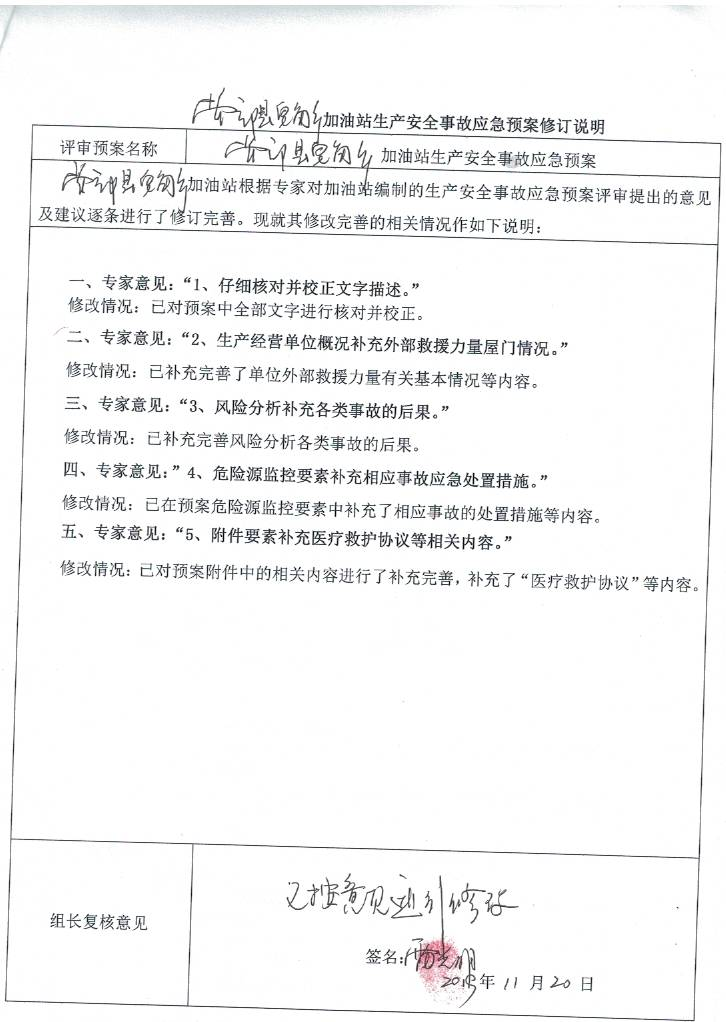 加油站生产安全事故应急预案修订说明
评审预案名称
加油站生产安全事故应急预案
加油站根据专家对加油站编制的生产安全事故应急预案评审提出的意见
及建议逐条进行了修订完善。现就其修改完善的相关情况作如下说明：
一、专家意见：“1、仔细核对并校正文字描述。”
修改情况：已对预案中全部文字进行核对并校正。
二、专家意见：“2、生产经营单位概况补充外部救援力量屋门情况。”
修改情况：已补充完善了单位外部救援力量有关基本情况等内容。
三、专家意见：“3、风险分析补充各类事故的后果。”
修改情况：已补充完善风险分析各类事故的后果。
四、专家意见：”4、危险源监控要素补充相应事故应急处置措施。”
修改情况：已在预案危险源监控要素中补充了相应事故的处置措施等内容。
五、专家意见：“5、附件要素补充医疗救护协议等相关内容。”
修改情况：已对预案附件中的相关内容进行了补充完善，补充了“医疗救护协议”等内容。
组长复核意见
已按意见进行修改
签名：
年 11 月 20 日